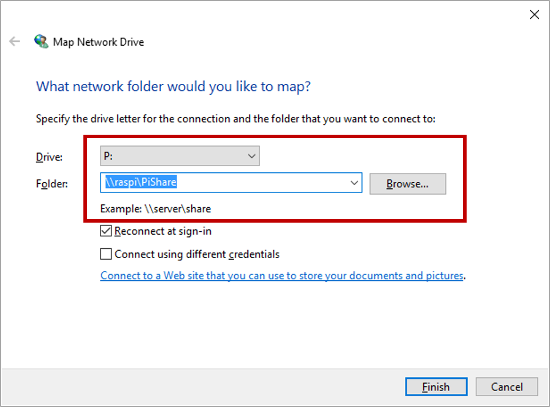 Map Network Drive
What network folder would you like to map?
Specify the drive letter for the connection and the folder that you want to connect to:
Drive: P:
Folder: \\raspi\PiShare Browse...
Example: \\server\share
Reconnect at sign-in
Connect using different credentials
Connect to a Web site that you can use to store your documents and pictures.
Finish Cancel